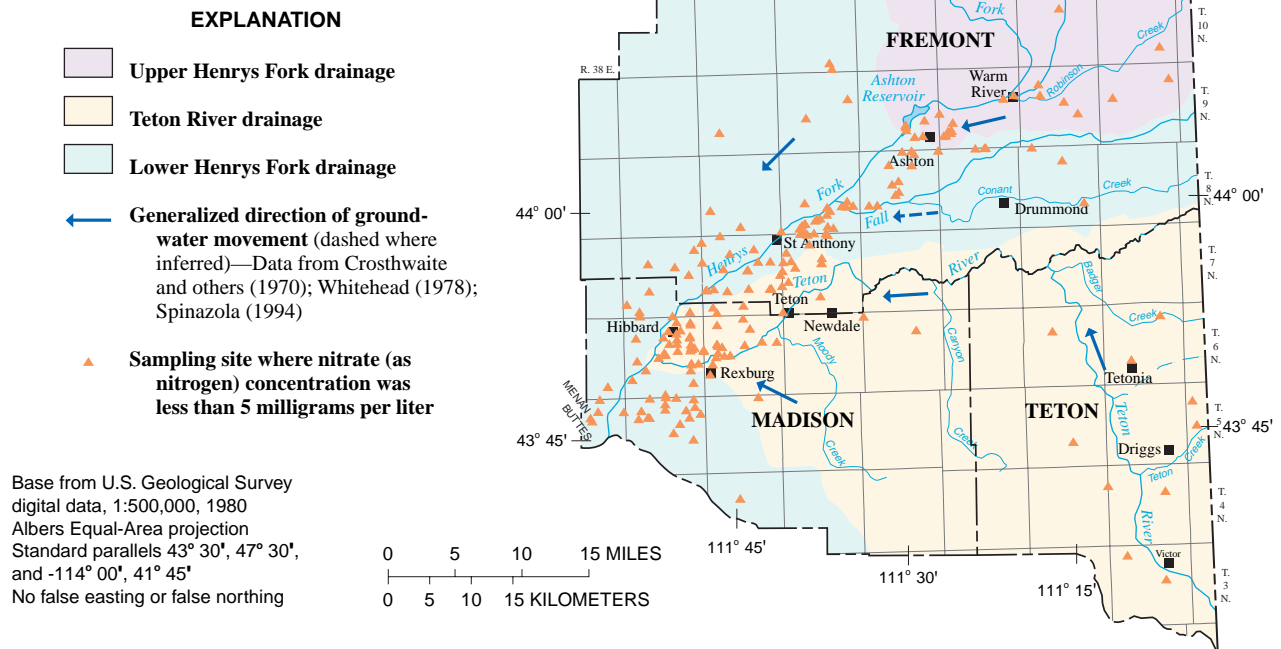 EXPLANATION
Upper Henrys Fork drainage
Teton River drainage
Lower Henrys Fork drainage
Generalized direction of ground-
water movement (dashed where
inferred)—Data from Crosthwaite
and others (1970); Whitehead (1978);
Spinazola (1994)
Sampling site where nitrate (as
nitrogen) concentration was
less than 5 milligrams per liter
Base from U.S. Geological Survey
digital data, 1:500,000, 1980
Albers Equal-Area projection
Standard parallels 43° 30', 47° 30',
and -114° 00', 41° 45'
No false easting or false northing
0 5 10 15 MILES
0 5 10 15 KILOMETERS
R. 38 E.
Fork
FREMONT
Creek
T.
10
N.
Ashton
Reservoir
Warm
River
Robinson
T.
9
N.
Ashton
Fork
Conant
Creek
T.
8
N.
44° 00'
44° 00'
Fall
Drummond
St Anthony
Henrys
River
T.
7
N.
Teton
Teton
Badger
Hibbard
Newdale
Creek
T.
6
N.
Moody
Canyon
Rexburg
Tetonia
MENAN
BUTTES
MADISON
TETON
Teton
T.
5
N.
43° 45'
43° 45'
Creek
Creek
Driggs
Creek
Teton
River
T.
4
N.
111° 45'
Victor
111° 30'
111° 15'
T.
3
N.